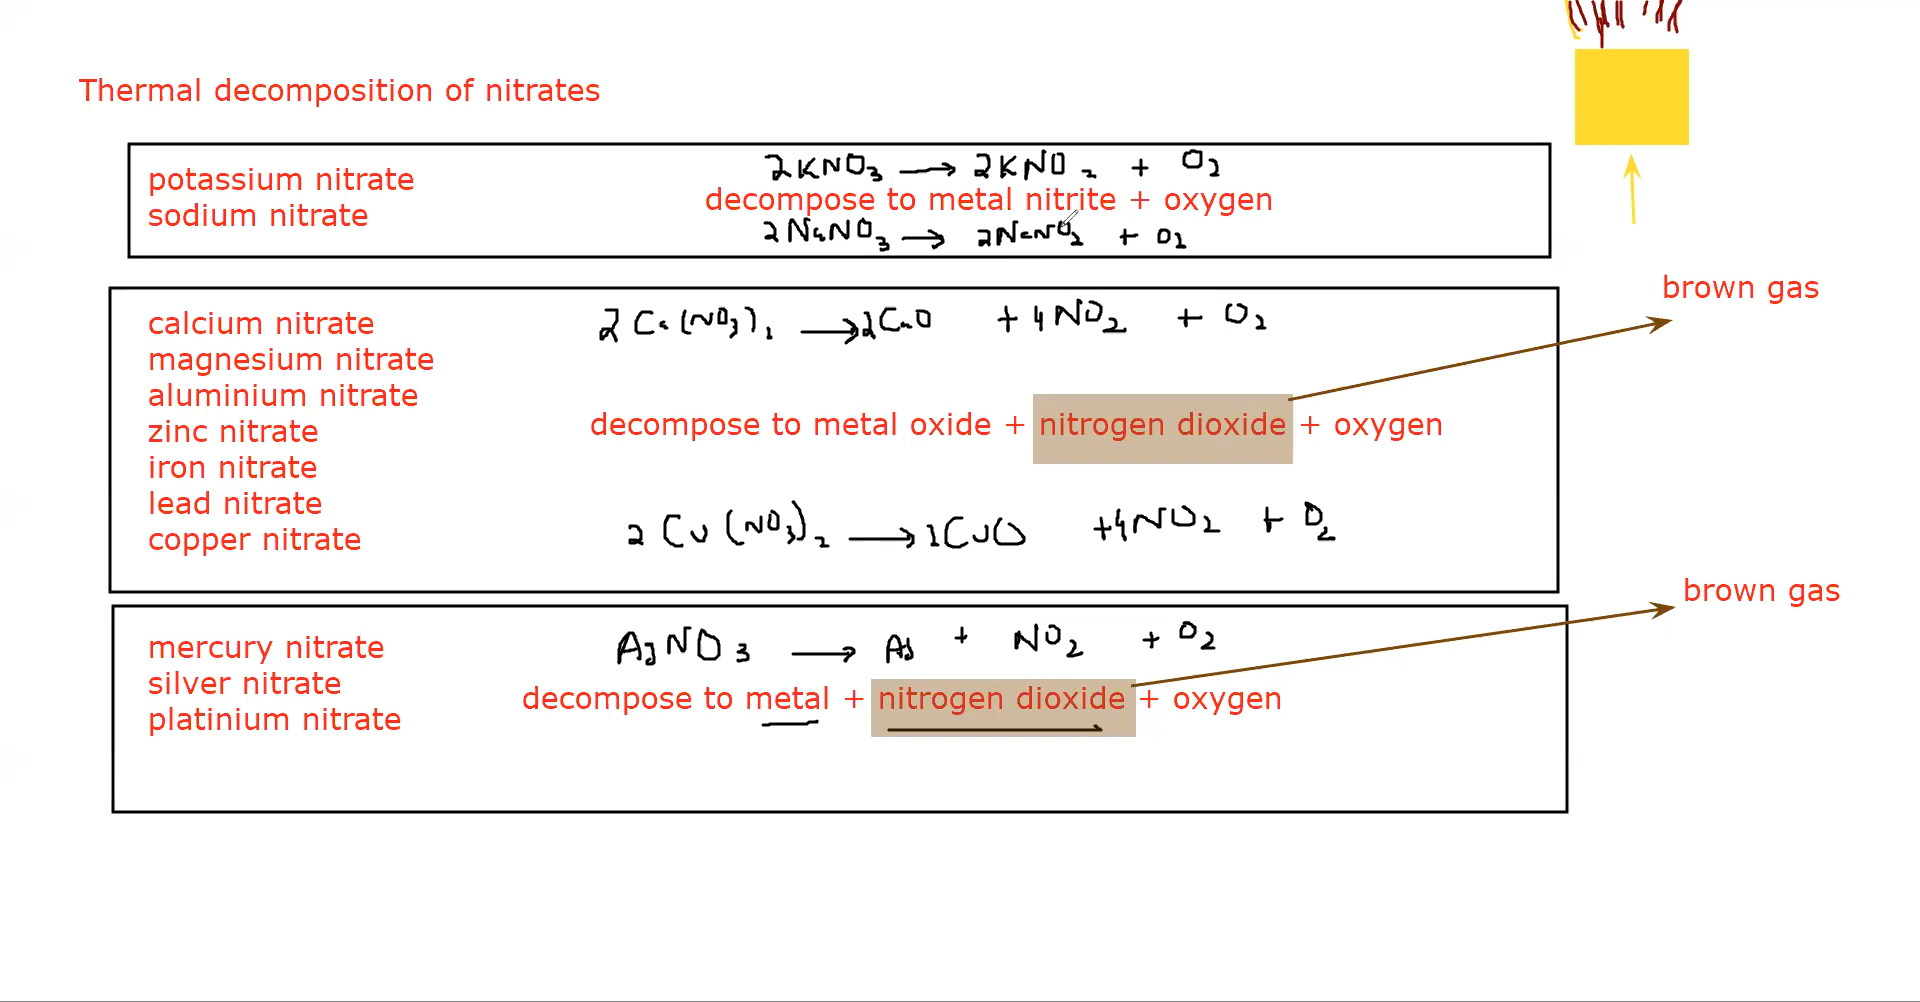 Thermal decomposition of nitrates
2KNO3 → 2KNO2 + O2
potassium nitrate
decompose to metal nitrite + oxygen
sodium nitrate
2NaNO3 → 2NaNO2 + O2
brown gas
calcium nitrate
2Ca(NO3)2 → 2CaO + 4NO2 + O2
magnesium nitrate
aluminium nitrate
decompose to metal oxide + nitrogen dioxide + oxygen
zinc nitrate
iron nitrate
lead nitrate
copper nitrate
2Cu(NO3)2 → 2CuO + 4NO2 + O2
brown gas
mercury nitrate
AgNO3 → Ag + NO2 + O2
silver nitrate
decompose to metal + nitrogen dioxide + oxygen
platinium nitrate